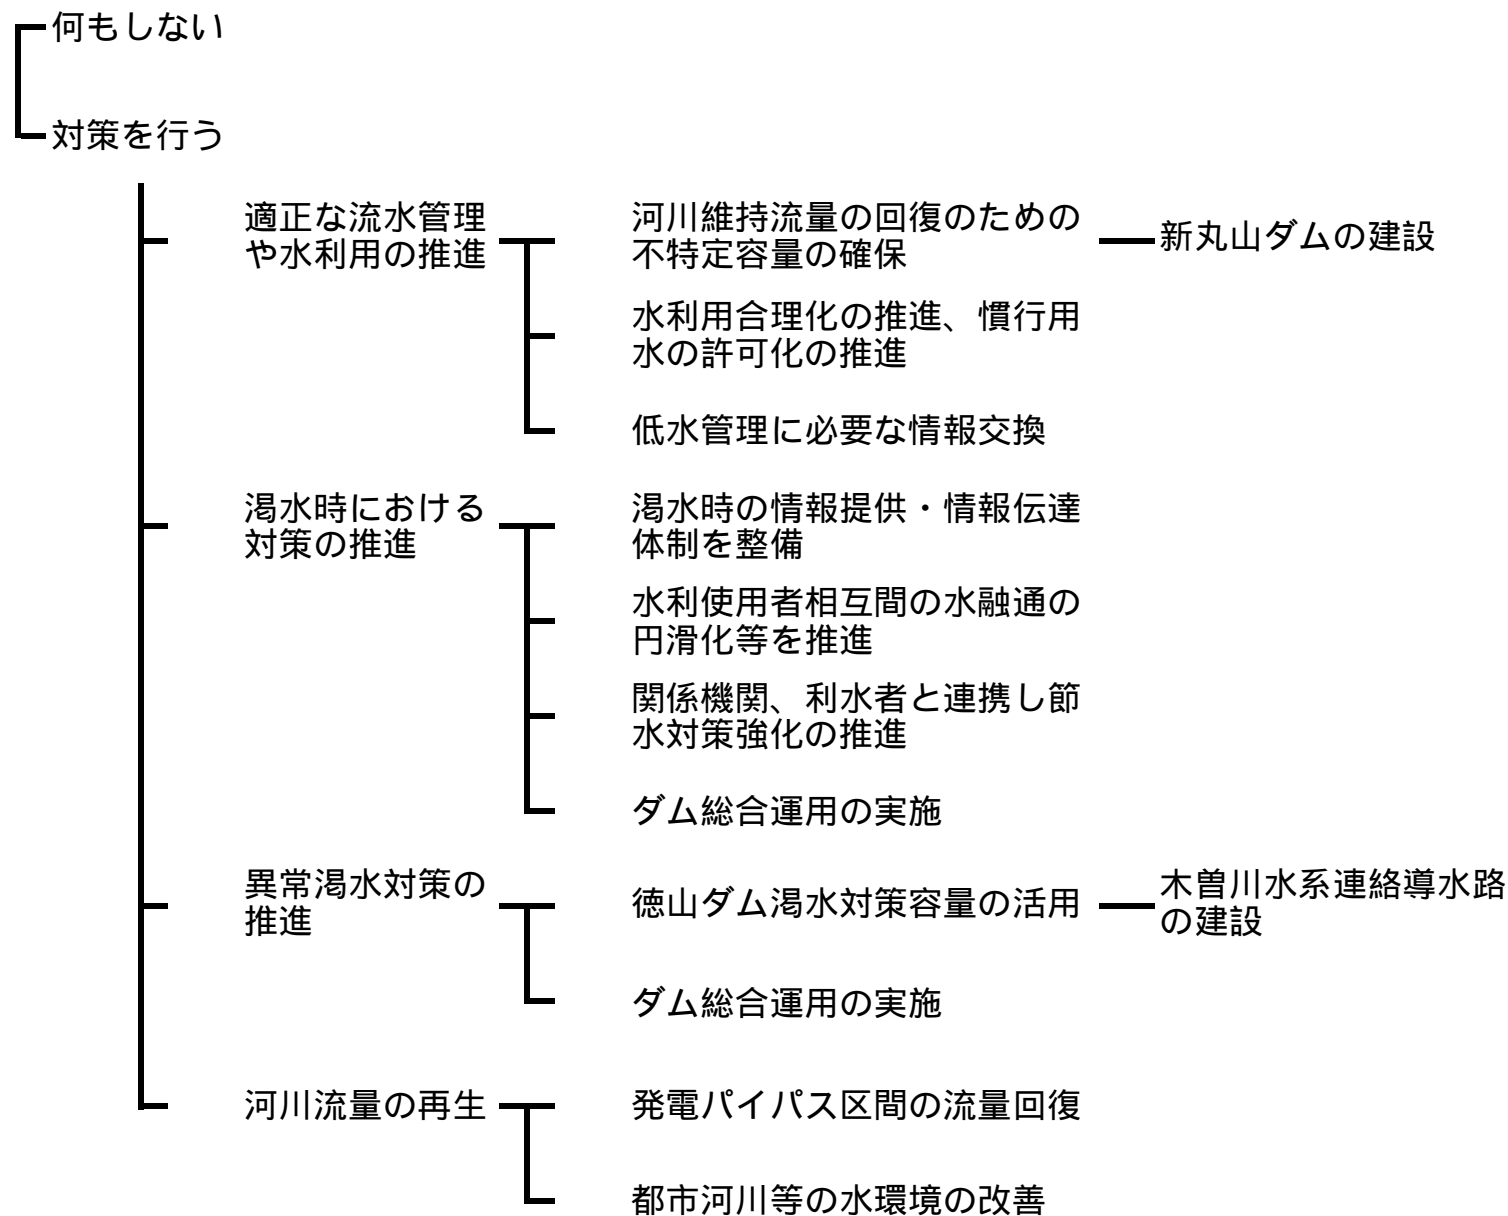 何もしない
対策を行う
適正な流水管理
や水利用の推進
河川維持流量の回復のための
不特定容量の確保
新丸山ダムの建設
水利用合理化の推進、慣行用
水の許可化の推進
低水管理に必要な情報交換
渇水時における
対策の推進
渇水時の情報提供・情報伝達
体制を整備
水利使用者相互間の水融通の
円滑化等を推進
関係機関、利水者と連携し節
水対策強化の推進
ダム総合運用の実施
異常渇水対策の
推進
徳山ダム渇水対策容量の活用
木曽川水系連絡導水路
の建設
ダム総合運用の実施
河川流量の再生
発電パイパス区間の流量回復
都市河川等の水環境の改善